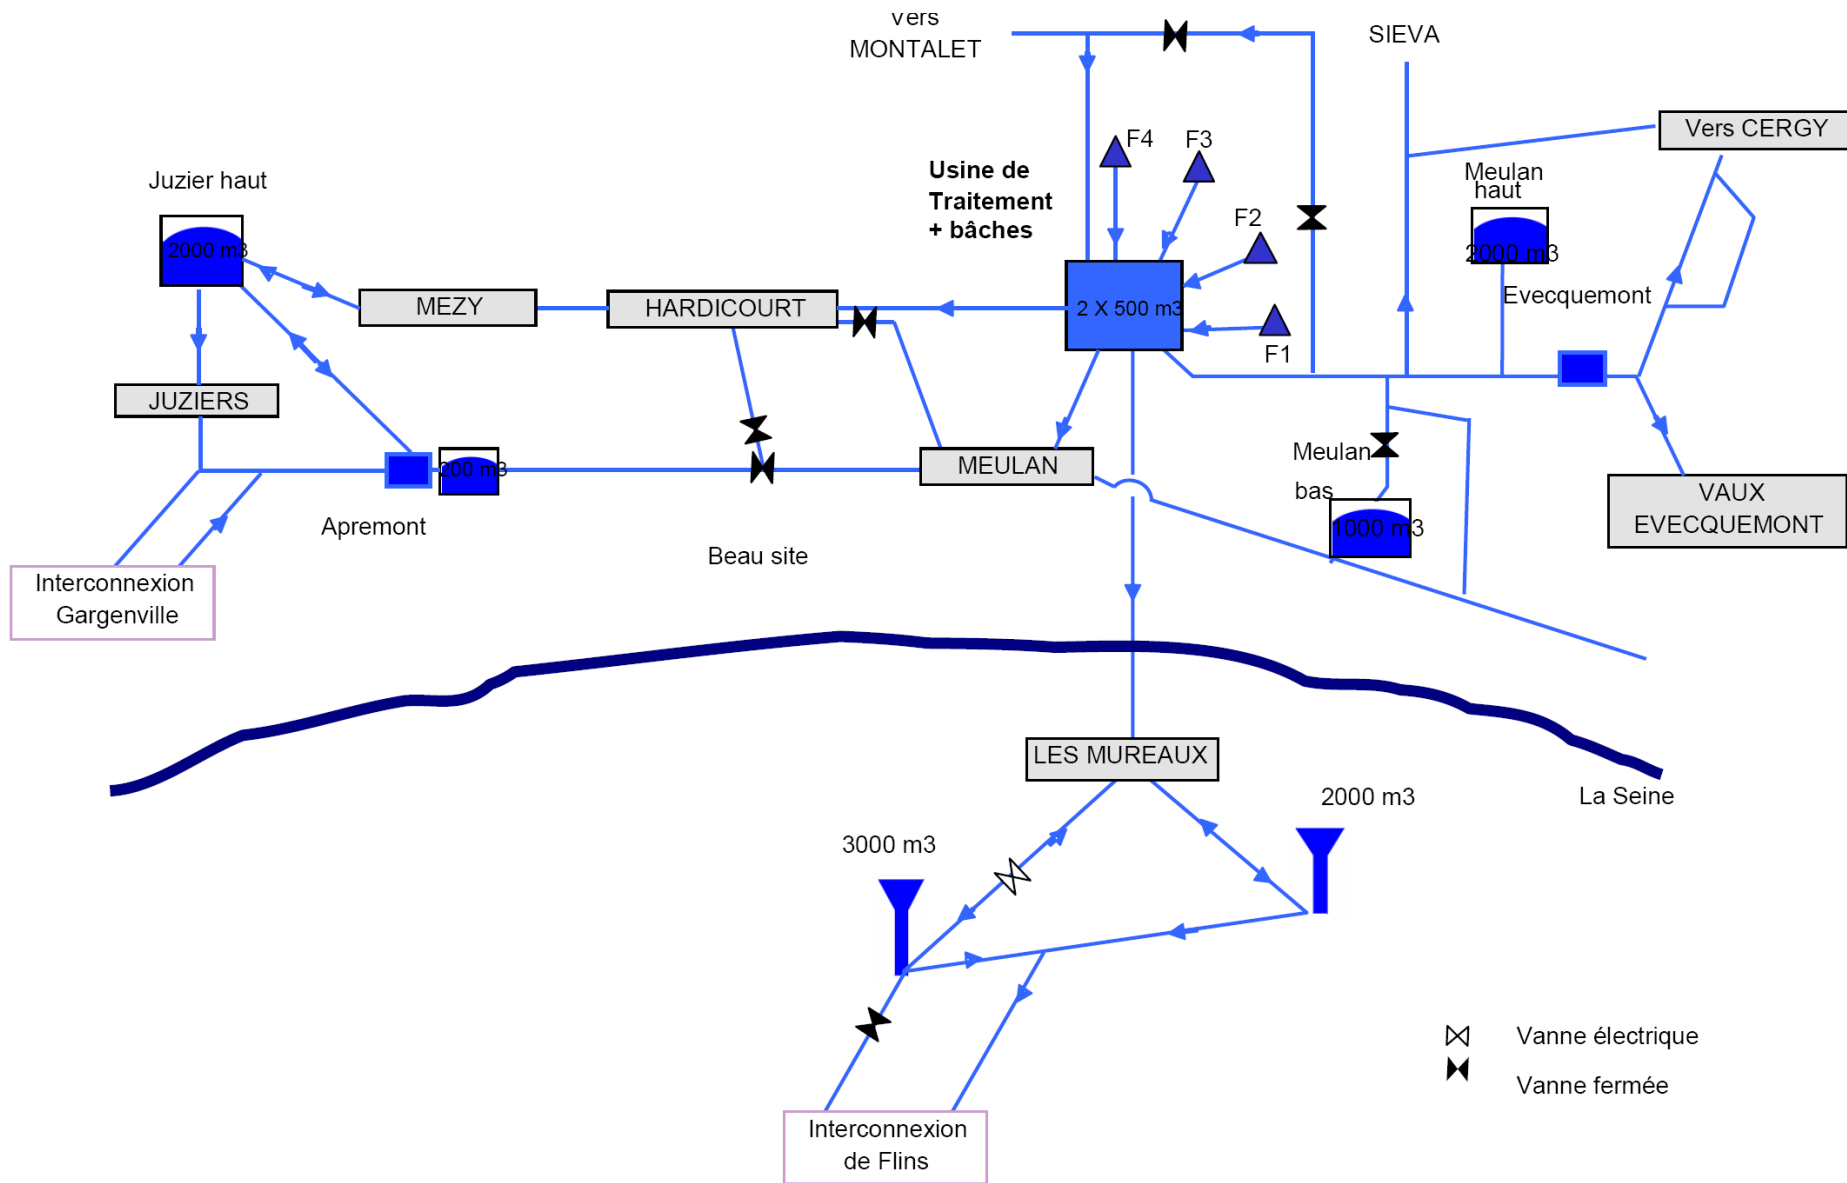 Vers
MONTALET
SIEVA
Vers CERGY
F4
F3
Usine de
Traitement
+ bâches
Juzier haut
Meulan
haut
F2
2000 m3
2000 m3
Evecquemont
MEZY
HARDICOURT
2 X 500 m3
F1
JUZIERS
Meulan
bas
MEULAN
200 m3
VAUX
EVECQUEMONT
Apremont
1000 m3
Beau site
Interconnexion
Gargenville
LES MUREAUX
2000 m3
La Seine
3000 m3
Vanne électrique
Vanne fermée
Interconnexion
de Flins